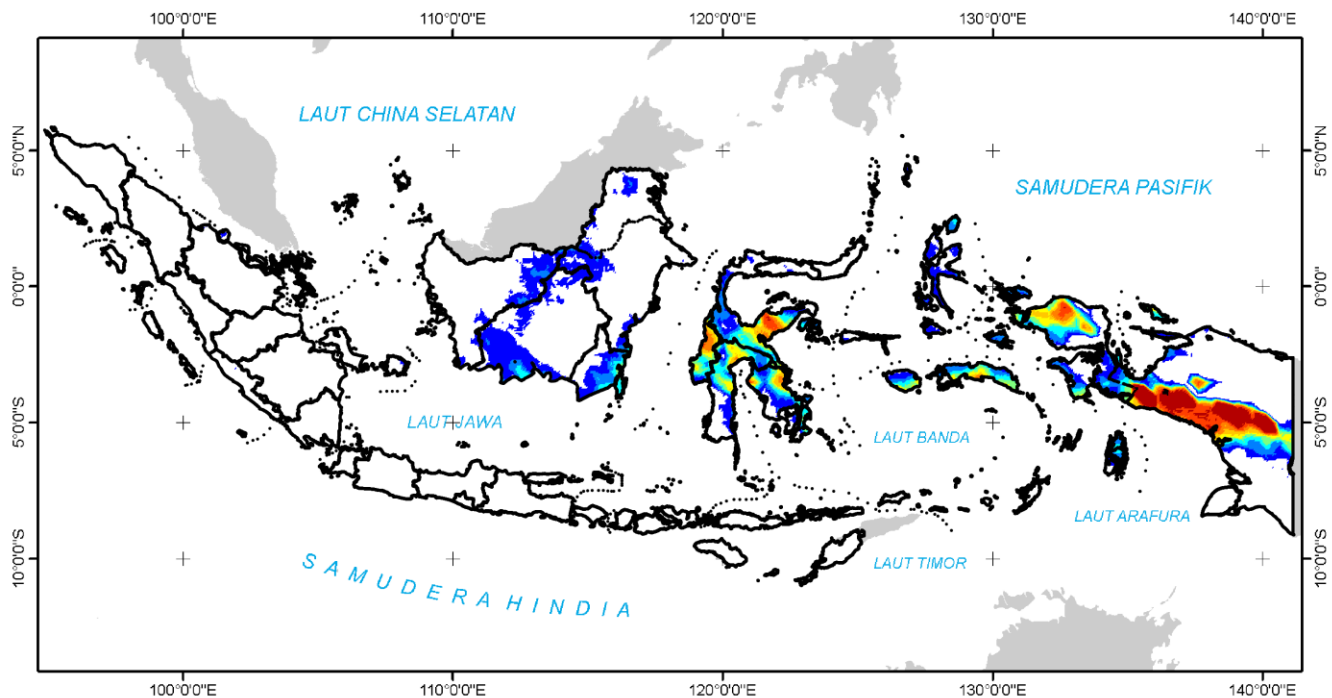 100°0'0"E 110°0'0"E 120°0'0"E 130°0'0"E 140°0'0"E
5°0'0"N 5°0'0"N
LAUT CHINA SELATAN
SAMUDERA PASIFIK
0°0'0" 0°0'0"
5°0'0"S 5°0'0"S
LAUT JAWA
LAUT BANDA
LAUT ARAFURA
10°0'0"S 10°0'0"S
LAUT TIMOR
SAMUDERA HINDIA
100°0'0"E 110°0'0"E 120°0'0"E 130°0'0"E 140°0'0"E